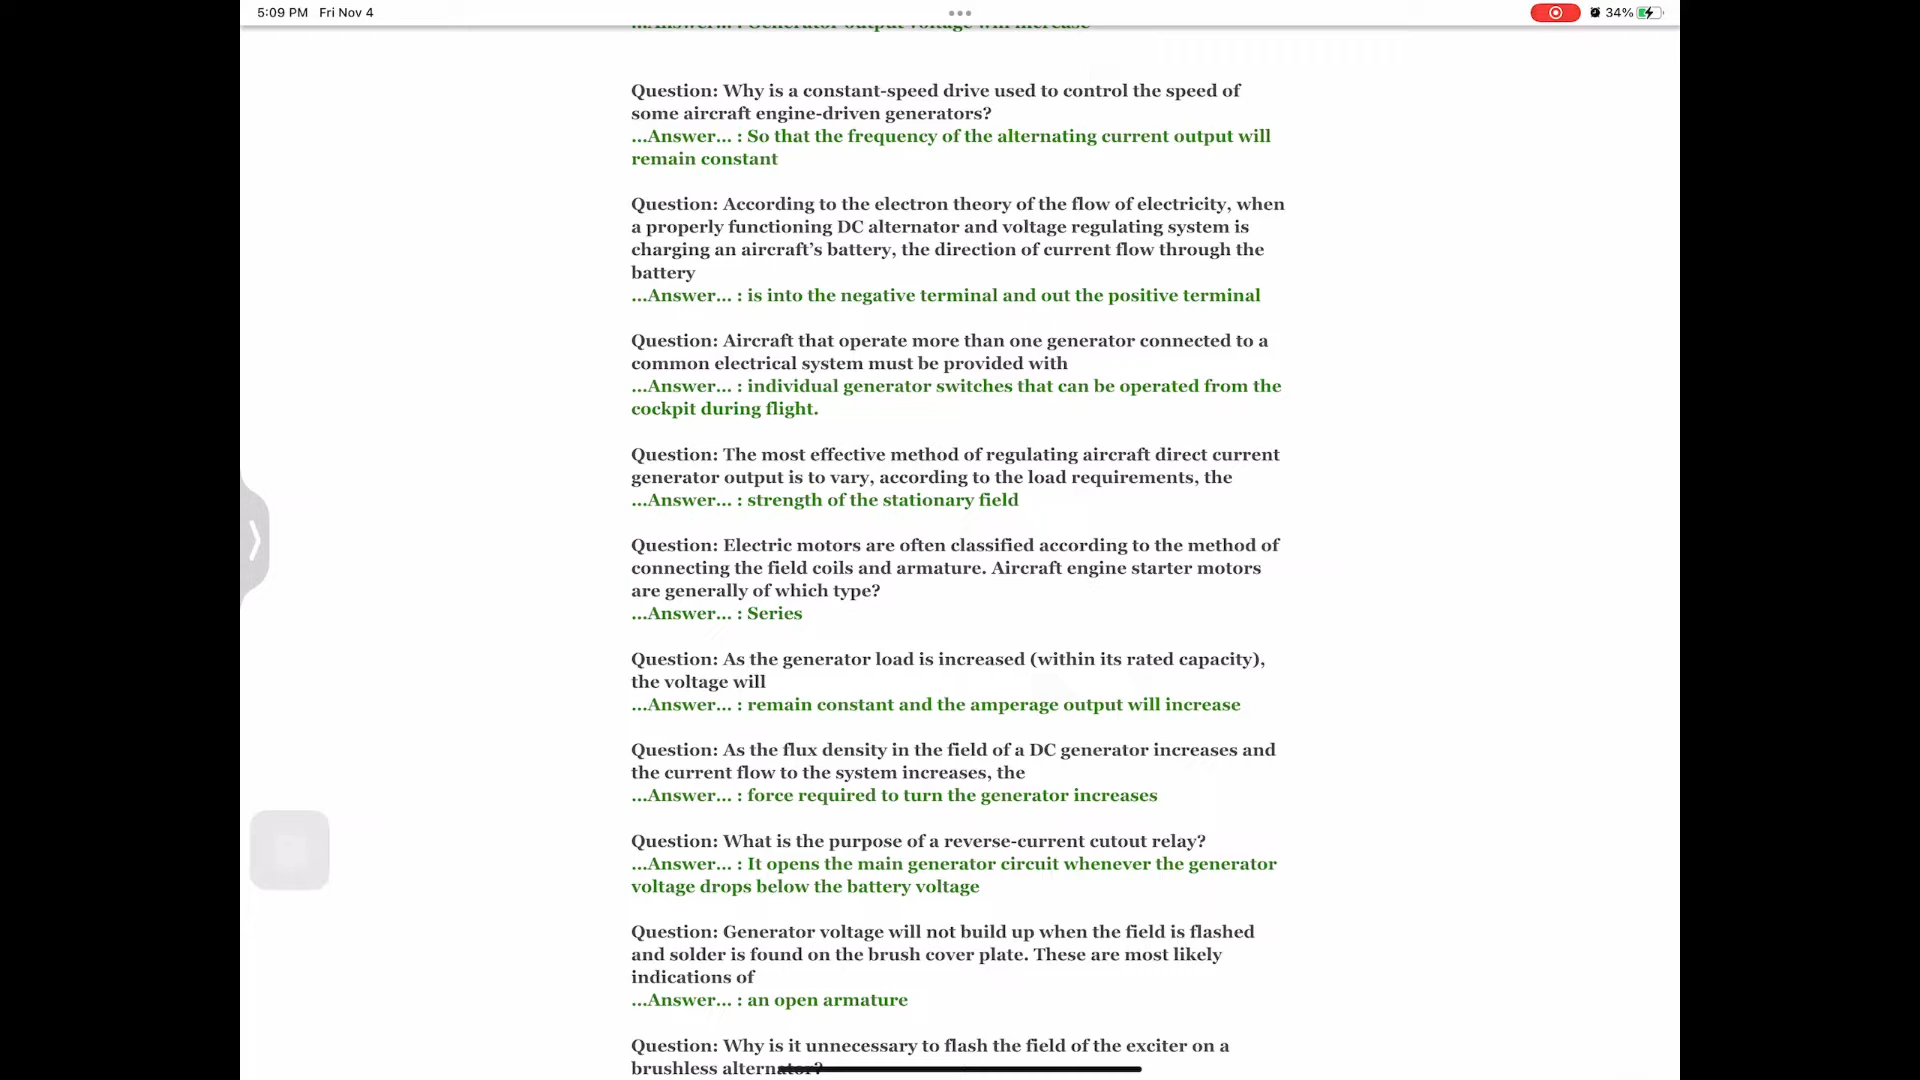 5:09 PM Fri Nov 4
34%
...Answer... : Generator output voltage will increase
Question: Why is a constant-speed drive used to control the speed of
some aircraft engine-driven generators?
...Answer... : So that the frequency of the alternating current output will
remain constant
Question: According to the electron theory of the flow of electricity, when
a properly functioning DC alternator and voltage regulating system is
charging an aircraft’s battery, the direction of current flow through the
battery
...Answer... : is into the negative terminal and out the positive terminal
Question: Aircraft that operate more than one generator connected to a
common electrical system must be provided with
...Answer... : individual generator switches that can be operated from the
cockpit during flight.
Question: The most effective method of regulating aircraft direct current
generator output is to vary, according to the load requirements, the
...Answer... : strength of the stationary field
Question: Electric motors are often classified according to the method of
connecting the field coils and armature. Aircraft engine starter motors
are generally of which type?
...Answer... : Series
Question: As the generator load is increased (within its rated capacity),
the voltage will
...Answer... : remain constant and the amperage output will increase
Question: As the flux density in the field of a DC generator increases and
the current flow to the system increases, the
...Answer... : force required to turn the generator increases
Question: What is the purpose of a reverse-current cutout relay?
...Answer... : It opens the main generator circuit whenever the generator
voltage drops below the battery voltage
Question: Generator voltage will not build up when the field is flashed
and solder is found on the brush cover plate. These are most likely
indications of
...Answer... : an open armature
Question: Why is it unnecessary to flash the field of the exciter on a
brushless alternator?